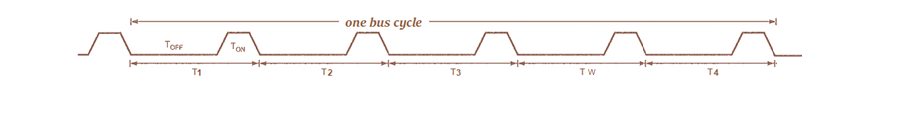 one bus cycle
TOFF
TON
T1
T2
T3
T W
T4